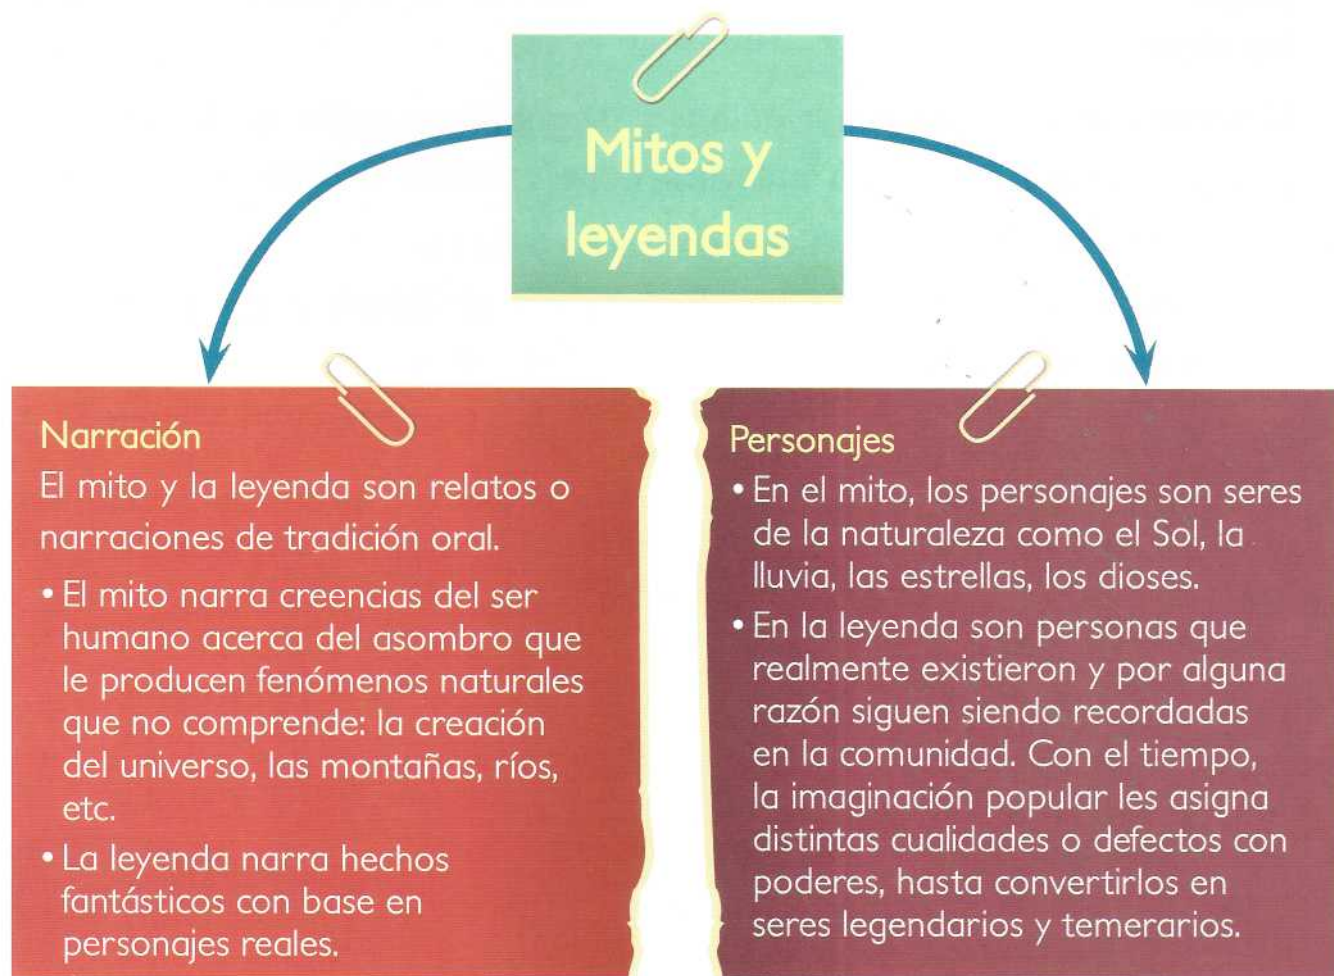 Mitos y
leyendas
Narración
El mito y la leyenda son relatos o
narraciones de tradición oral.
• El mito narra creencias del ser
humano acerca del asombro que
le producen fenómenos naturales
que no comprende: la creación
del universo, las montañas, ríos,
etc.
• La leyenda narra hechos
fantásticos con base en
personajes reales.
Personajes
• En el mito, los personajes son seres
de la naturaleza como el Sol, la
lluvia, las estrellas, los dioses.
• En la leyenda son personas que
realmente existieron y por alguna
razón siguen siendo recordadas
en la comunidad. Con el tiempo,
la imaginación popular les asigna
distintas cualidades o defectos con
poderes, hasta convertirlos en
seres legendarios y temerarios.